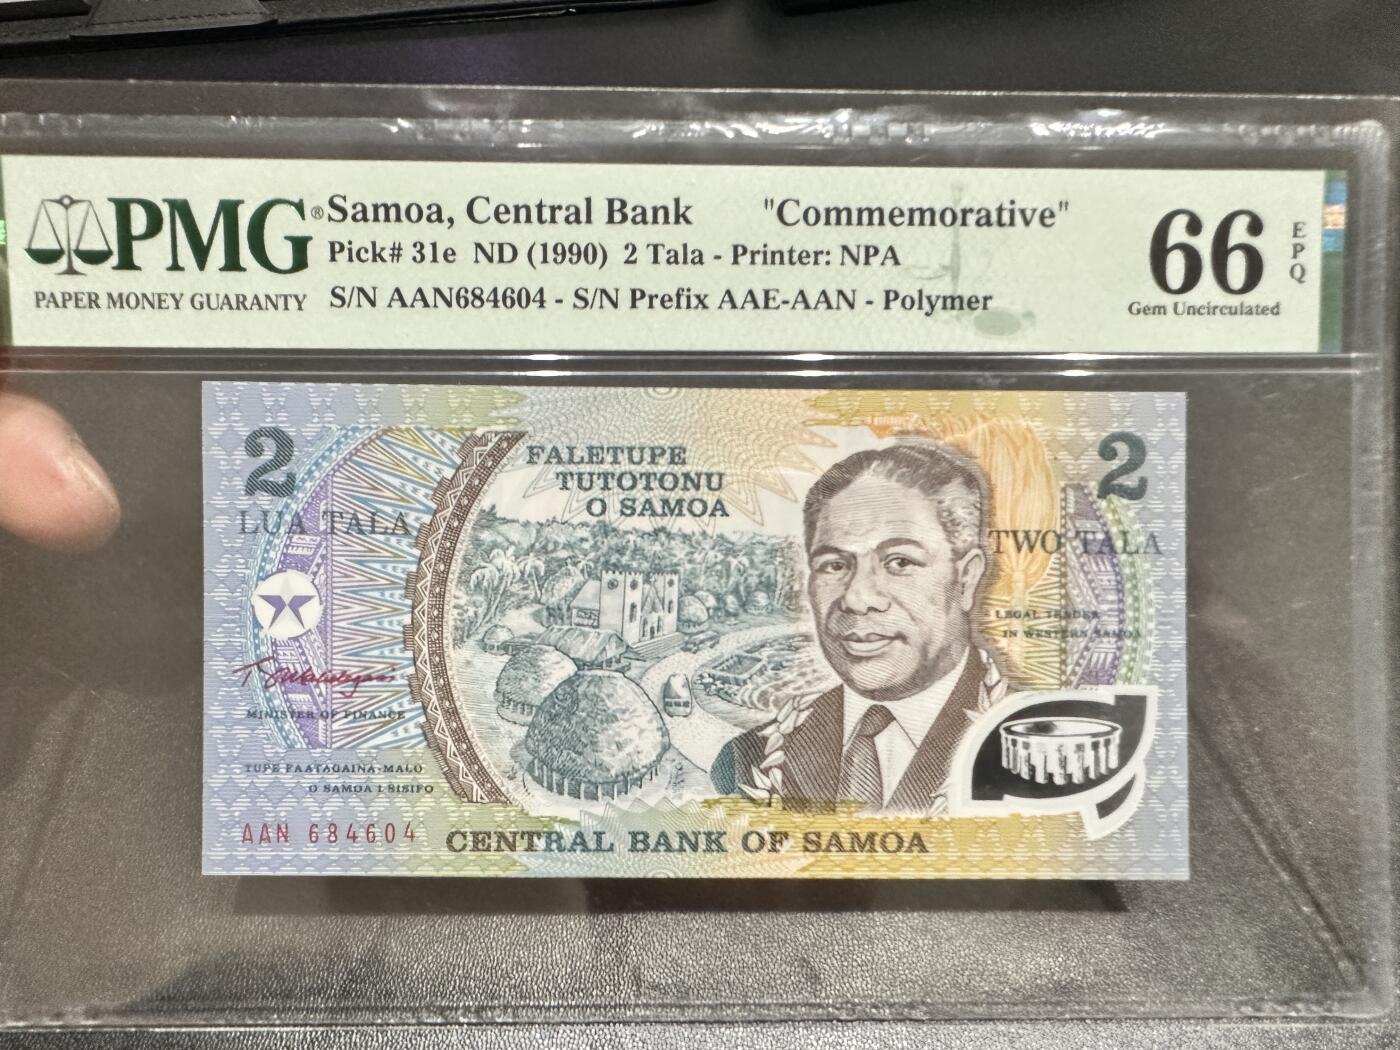 PMG®
PAPER MONEY GUARANTY
Samoa, Central Bank "Commemorative"
Pick# 31e ND (1990) 2 Tala - Printer: NPA
S/N AAN684604 - S/N Prefix AAE-AAN - Polymer
66
EPQ
Gem Uncirculated
2
LUA TALA
FALETUPE
TUTOTONU
O SAMOA
2
TWO TALA
LEGAL TENDER
IN WESTERN SAMOA
MINISTER OF FINANCE
TUPE FAATAGAINA-MALO
O SAMOA I SISIFO
AAN 684604
CENTRAL BANK OF SAMOA